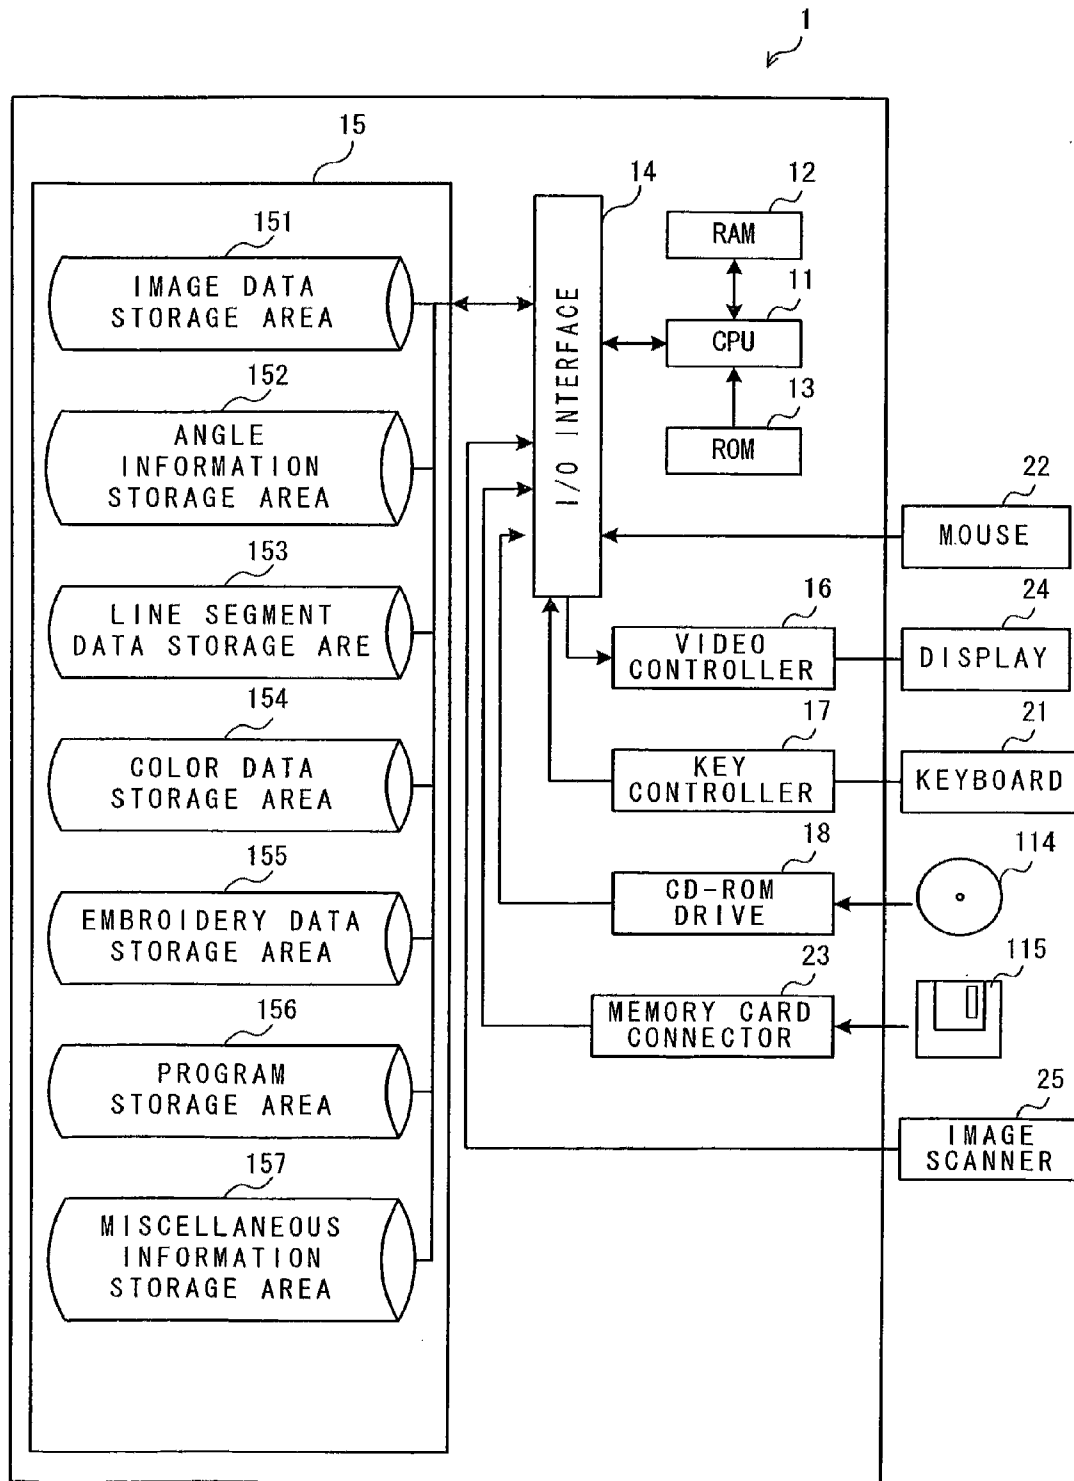 1
15
151
IMAGE DATA
STORAGE AREA
152
ANGLE
INFORMATION
STORAGE AREA
153
LINE SEGMENT
DATA STORAGE ARE
154
COLOR DATA
STORAGE AREA
155
EMBROIDERY DATA
STORAGE AREA
156
PROGRAM
STORAGE AREA
157
MISCELLANEOUS
INFORMATION
STORAGE AREA
14
I/O INTERFACE
12
RAM
11
CPU
13
ROM
22
MOUSE
16
VIDEO
CONTROLLER
24
DISPLAY
17
KEY
CONTROLLER
21
KEYBOARD
18
CD-ROM
DRIVE
114
23
MEMORY CARD
CONNECTOR
115
25
IMAGE
SCANNER